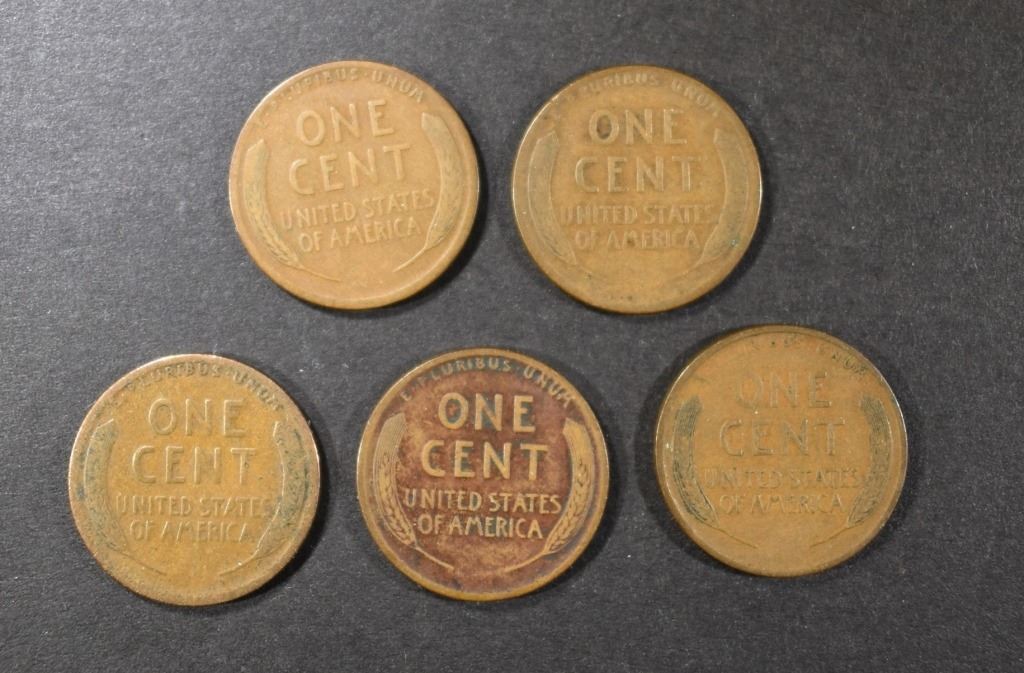 E·PLURIBUS·UNUM
ONE
CENT
UNITED STATES
OF AMERICA
PLURIBUS·UNUM
ONE
CENT
UNITED STATES
OF AMERICA
PLURIBUS·UNUM
ONE
CENT
UNITED STATES
OF AMERICA
E·PLURIBUS·UNUM
ONE
CENT
UNITED STATES
OF AMERICA
ONE
CENT
UNITED STATES
OF AMERICA